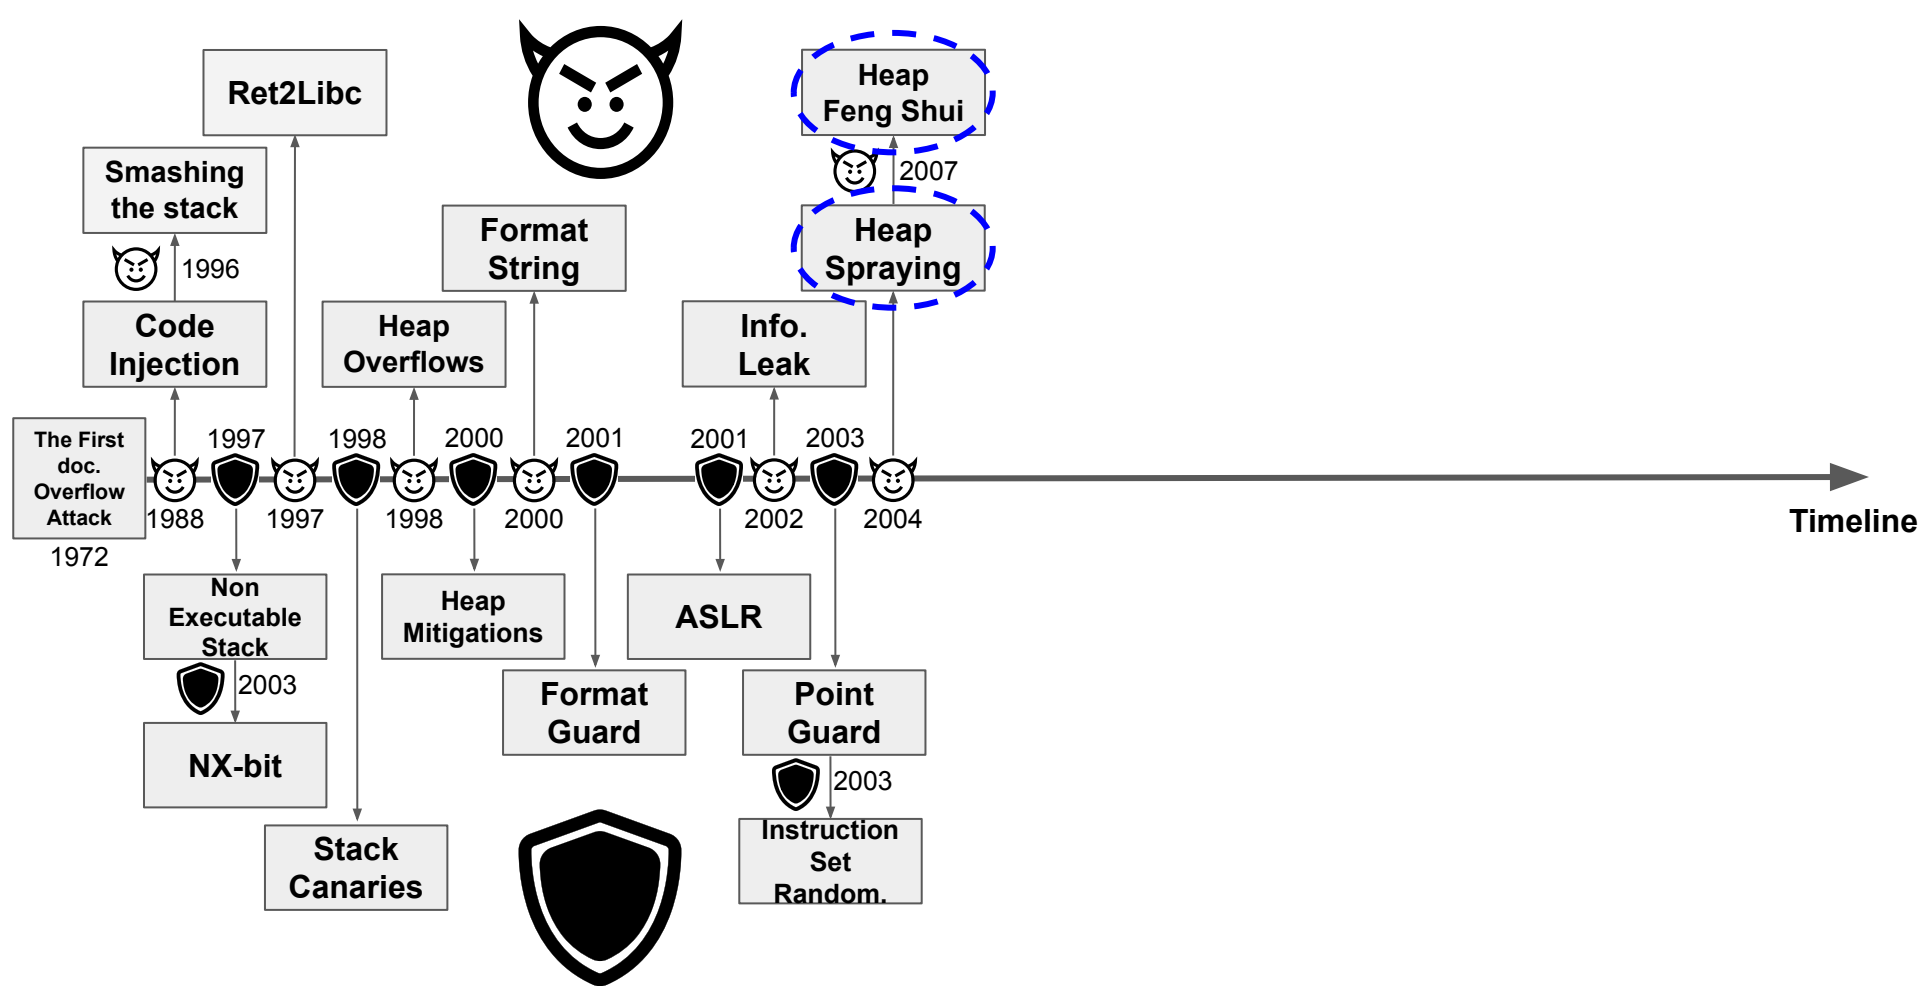 Ret2Libc
Heap
Feng Shui
2007
Smashing
the stack
1996
Format
String
Heap
Spraying
Code
Injection
Heap
Overflows
Info.
Leak
The First
doc.
Overflow
Attack
1972
1997
1998
2000
2001
2001
2003
1988
1997
1998
2000
2002
2004
Timeline
Non
Executable
Stack
2003
NX-bit
Heap
Mitigations
ASLR
Format
Guard
Point
Guard
2003
Stack
Canaries
Instruction
Set
Random.